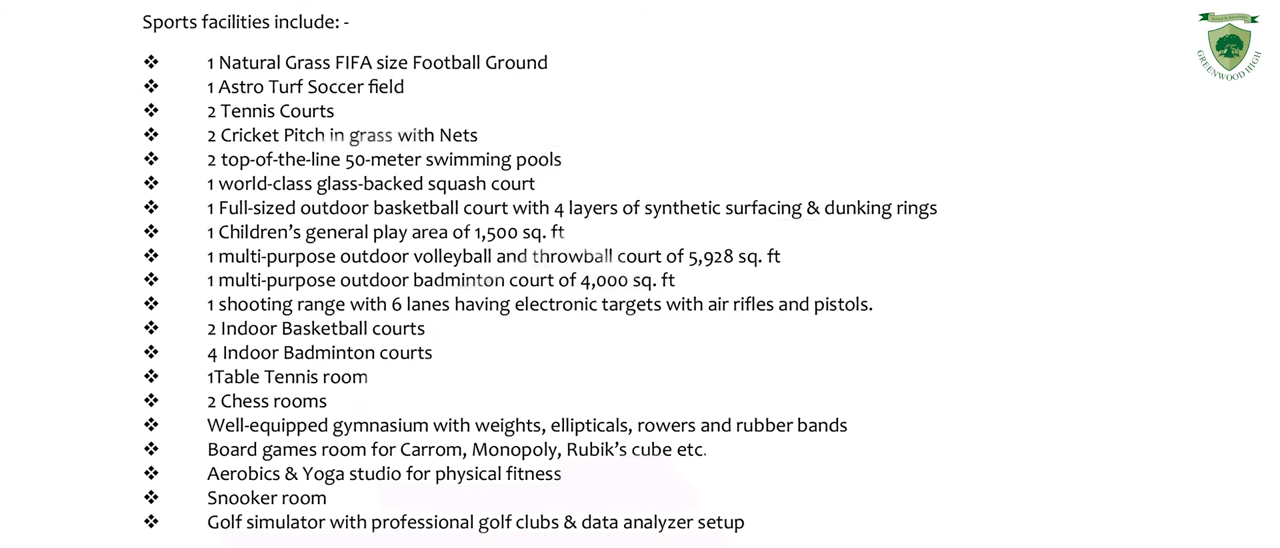 Sports facilities include: -
❖ 1 Natural Grass FIFA size Football Ground
❖ 1 Astro Turf Soccer field
❖ 2 Tennis Courts
❖ 2 Cricket Pitch in grass with Nets
❖ 2 top-of-the-line 50-meter swimming pools
❖ 1 world-class glass-backed squash court
❖ 1 Full-sized outdoor basketball court with 4 layers of synthetic surfacing & dunking rings
❖ 1 Children’s general play area of 1,500 sq. ft
❖ 1 multi-purpose outdoor volleyball and throwball court of 5,928 sq. ft
❖ 1 multi-purpose outdoor badminton court of 4,000 sq. ft
❖ 1 shooting range with 6 lanes having electronic targets with air rifles and pistols.
❖ 2 Indoor Basketball courts
❖ 4 Indoor Badminton courts
❖ 1Table Tennis room
❖ 2 Chess rooms
❖ Well-equipped gymnasium with weights, ellipticals, rowers and rubber bands
❖ Board games room for Carrom, Monopoly, Rubik’s cube etc.
❖ Aerobics & Yoga studio for physical fitness
❖ Snooker room
❖ Golf simulator with professional golf clubs & data analyzer setup
GREENWOOD HIGH